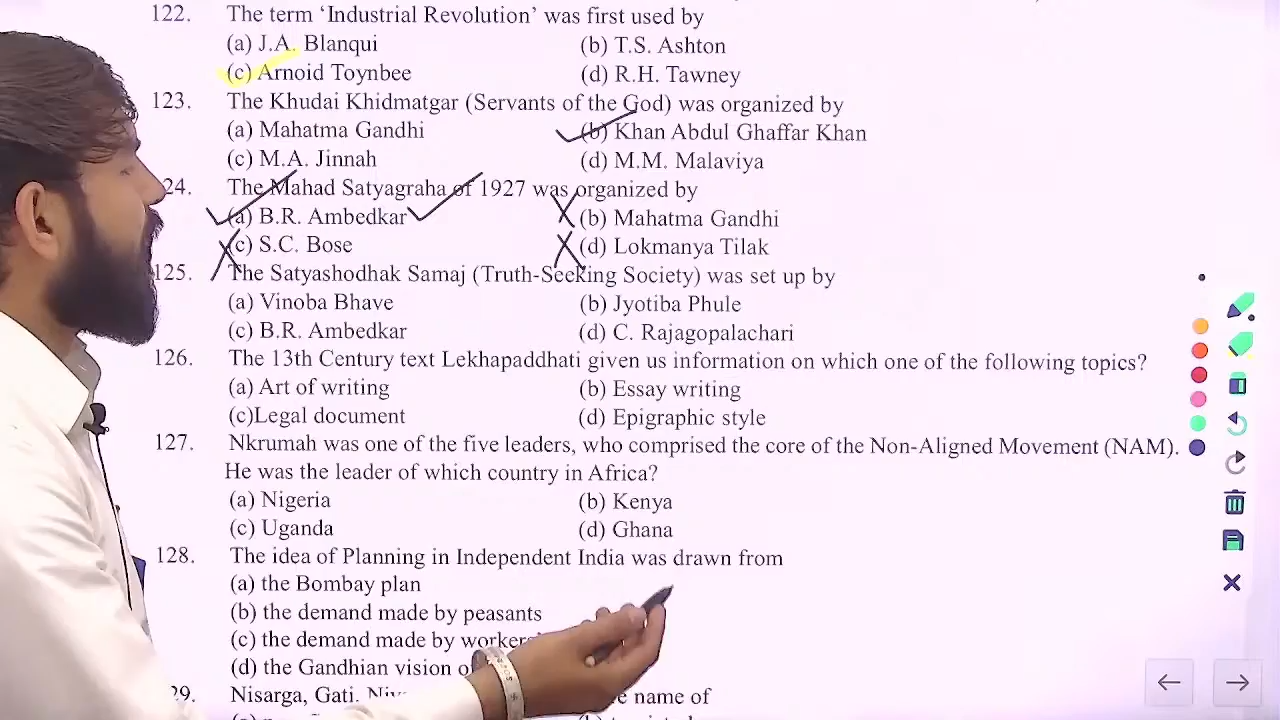 122. The term ‘Industrial Revolution’ was first used by
(a) J.A. Blanqui (b) T.S. Ashton
(c) Arnoid Toynbee (d) R.H. Tawney
123. The Khudai Khidmatgar (Servants of the God) was organized by
(a) Mahatma Gandhi (b) Khan Abdul Ghaffar Khan
(c) M.A. Jinnah (d) M.M. Malaviya
24. The Mahad Satyagraha of 1927 was organized by
(a) B.R. Ambedkar (b) Mahatma Gandhi
(c) S.C. Bose (d) Lokmanya Tilak
125. The Satyashodhak Samaj (Truth-Seeking Society) was set up by
(a) Vinoba Bhave (b) Jyotiba Phule
(c) B.R. Ambedkar (d) C. Rajagopalachari
126. The 13th Century text Lekhapaddhati given us information on which one of the following topics?
(a) Art of writing (b) Essay writing
(c)Legal document (d) Epigraphic style
127. Nkrumah was one of the five leaders, who comprised the core of the Non-Aligned Movement (NAM).
He was the leader of which country in Africa?
(a) Nigeria (b) Kenya
(c) Uganda (d) Ghana
128. The idea of Planning in Independent India was drawn from
(a) the Bombay plan
(b) the demand made by peasants
(c) the demand made by
(d) the Gandhian vision
29. Nisarga, Gati, name of